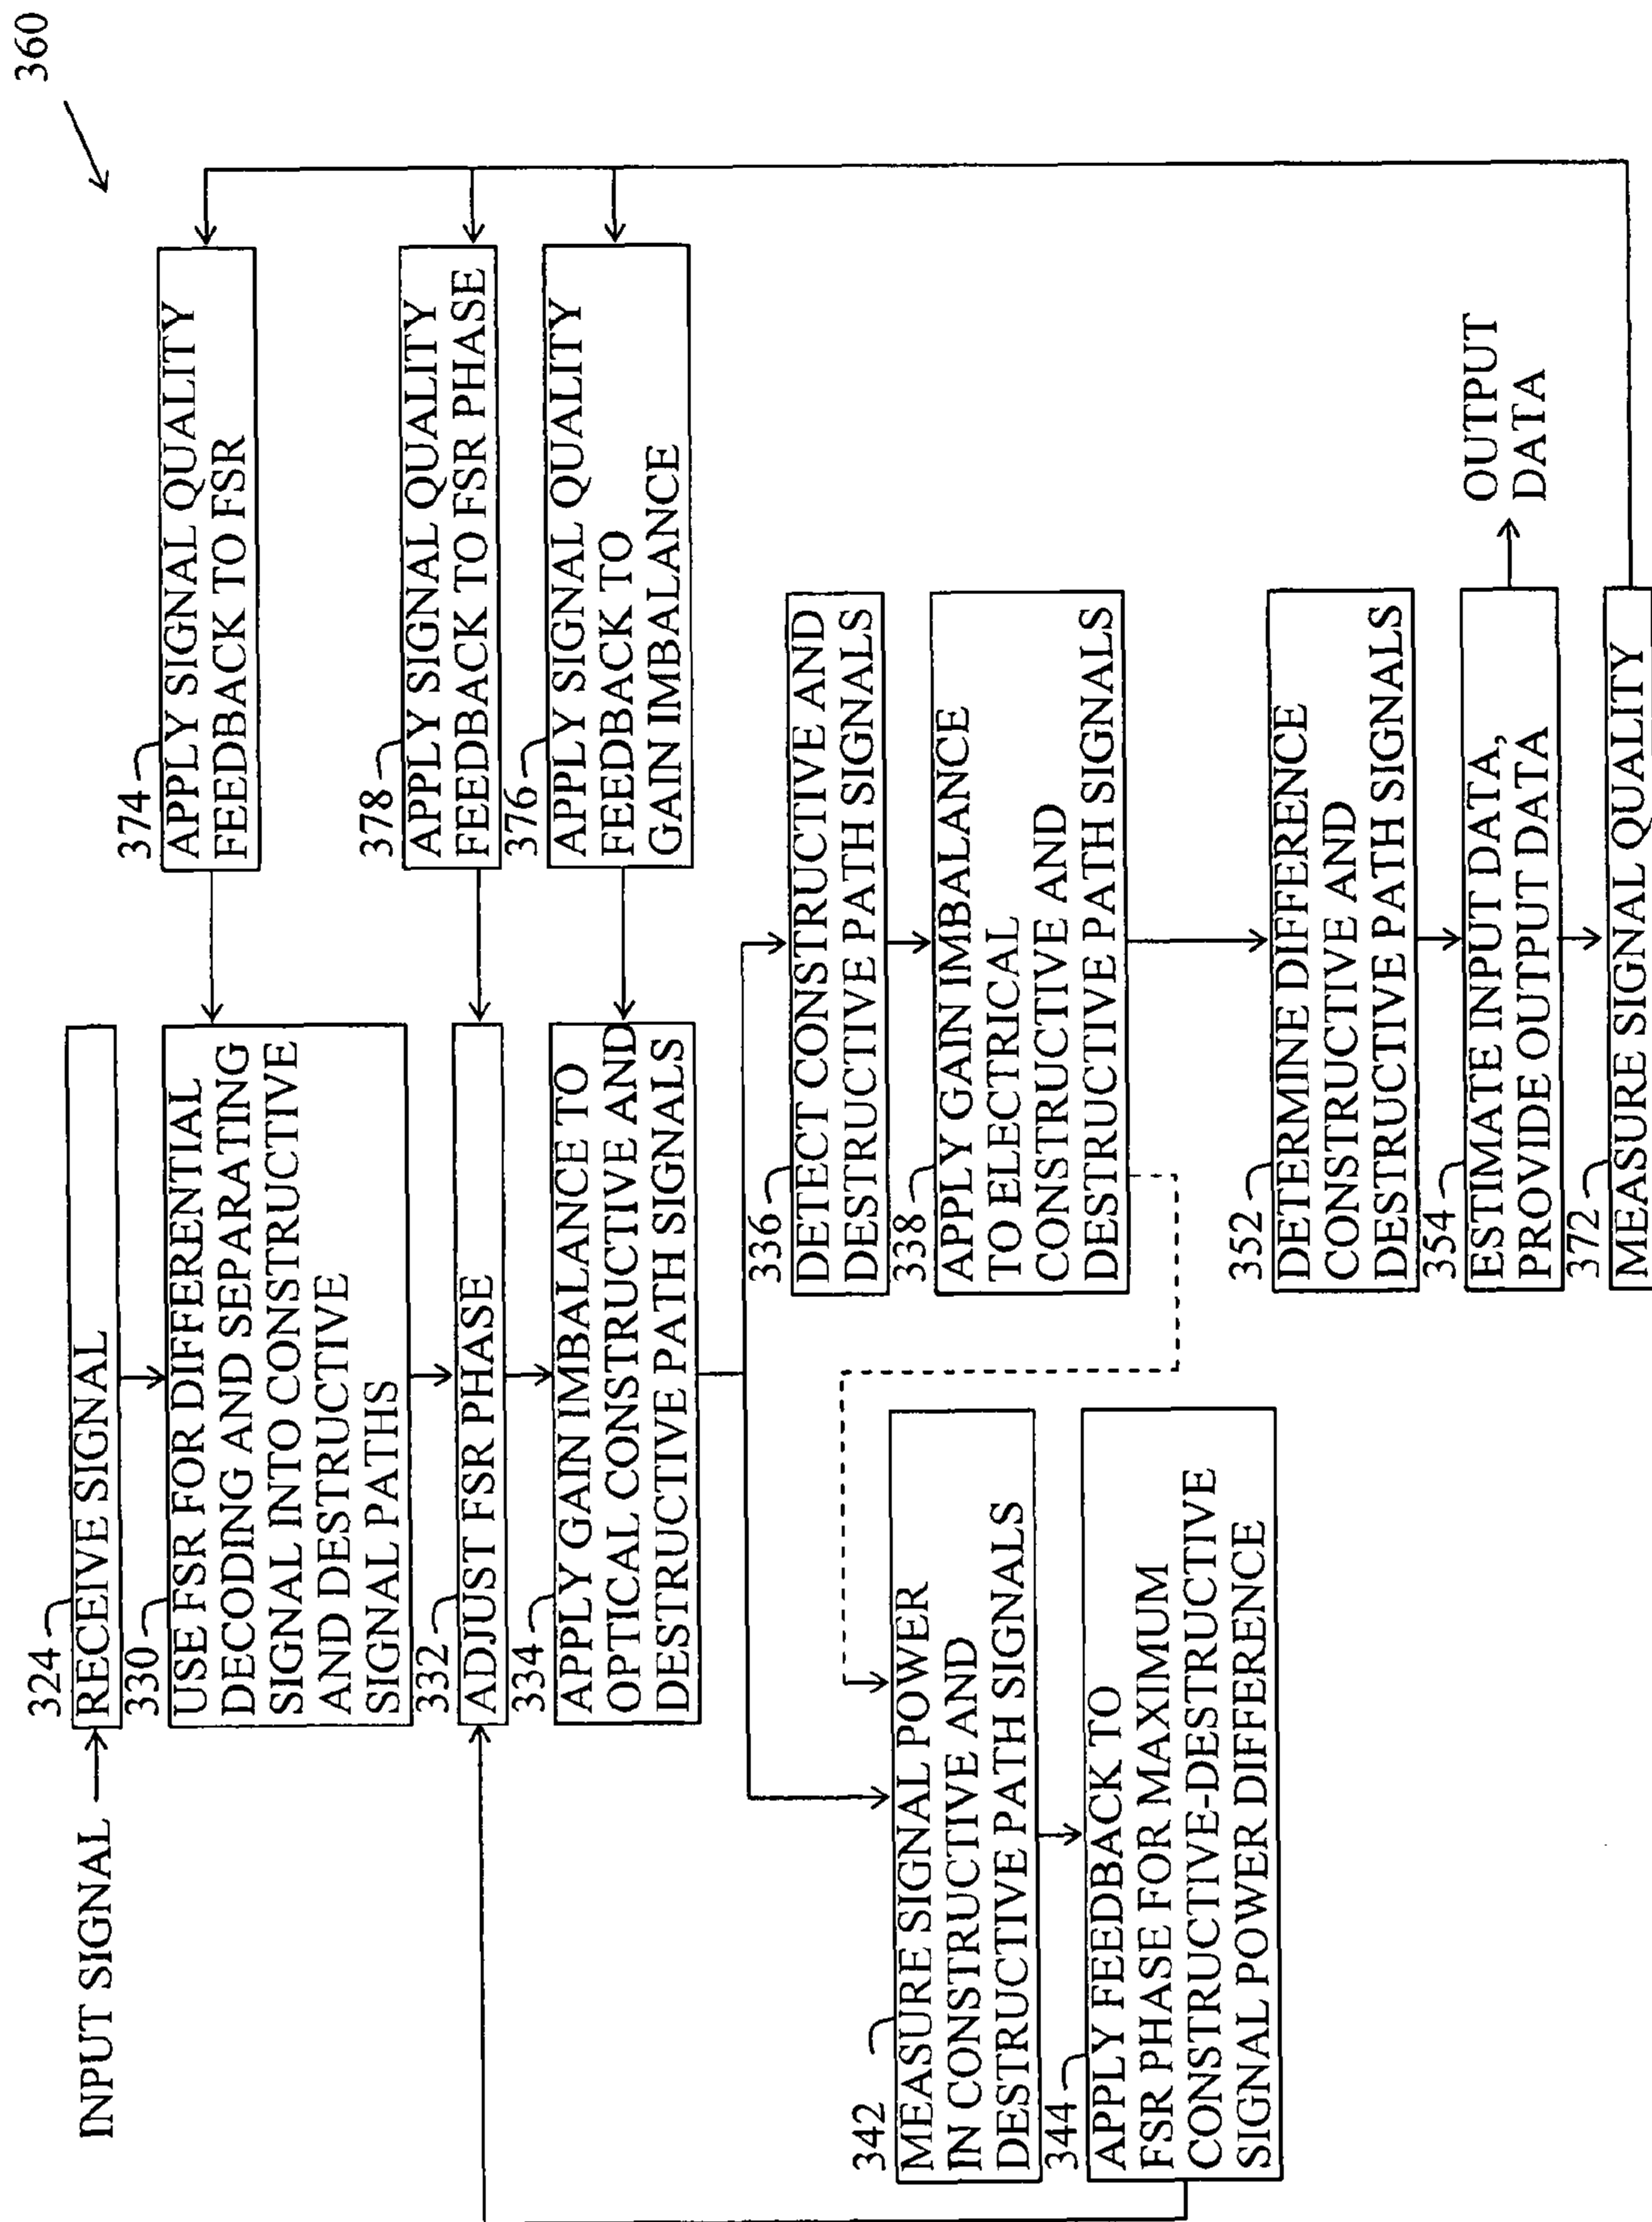 360
INPUT SIGNAL
324
RECEIVE SIGNAL
330
USE FSR FOR DIFFERENTIAL
DECODING AND SEPARATING
SIGNAL INTO CONSTRUCTIVE
AND DESTRUCTIVE
SIGNAL PATHS
332
ADJUST FSR PHASE
334
APPLY GAIN IMBALANCE TO
OPTICAL CONSTRUCTIVE AND
DESTRUCTIVE PATH SIGNALS
374
APPLY SIGNAL QUALITY
FEEDBACK TO FSR
378
APPLY SIGNAL QUALITY
FEEDBACK TO FSR PHASE
376
APPLY SIGNAL QUALITY
FEEDBACK TO
GAIN IMBALANCE
342
MEASURE SIGNAL POWER
IN CONSTRUCTIVE AND
DESTRUCTIVE PATH SIGNALS
344
APPLY FEEDBACK TO
FSR PHASE FOR MAXIMUM
CONSTRUCTIVE-DESTRUCTIVE
SIGNAL POWER DIFFERENCE
336
DETECT CONSTRUCTIVE AND
DESTRUCTIVE PATH SIGNALS
338
APPLY GAIN IMBALANCE
TO ELECTRICAL
CONSTRUCTIVE AND
DESTRUCTIVE PATH SIGNALS
352
DETERMINE DIFFERENCE
CONSTRUCTIVE AND
DESTRUCTIVE PATH SIGNALS
354
ESTIMATE INPUT DATA,
PROVIDE OUTPUT DATA
OUTPUT
DATA
372
MEASURE SIGNAL QUALITY